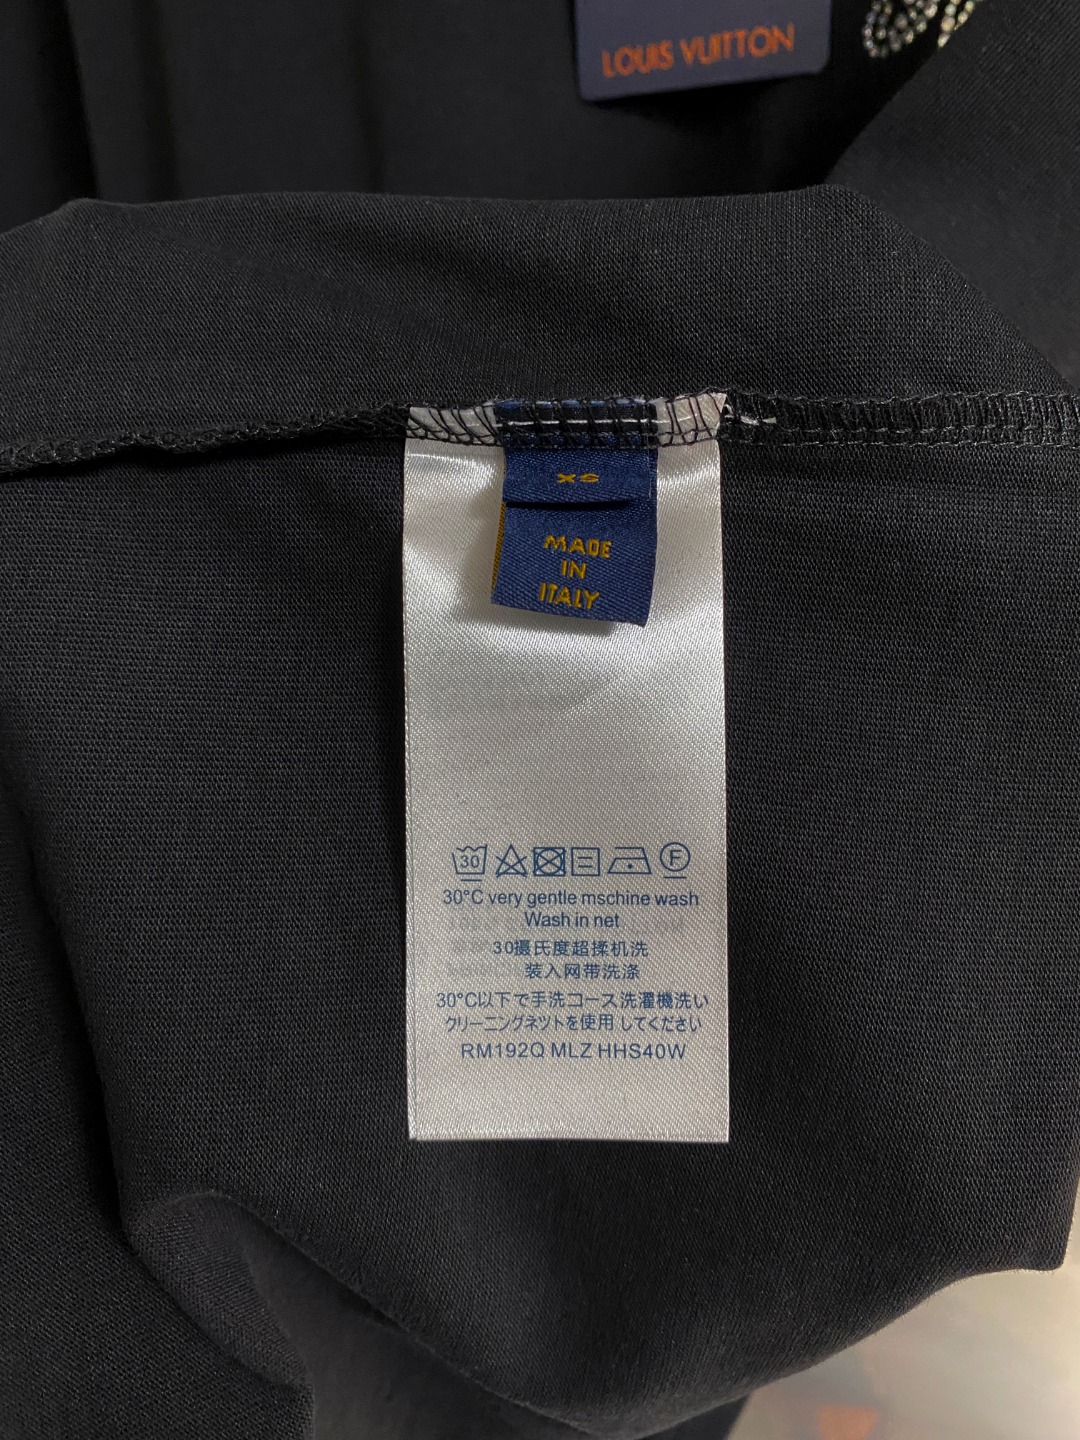 LOUIS VUITTON
XS
MADE
IN
ITALY
30
F
30°C very gentle mschine wash
Wash in net
30摄氏度超揉机洗
装入网带洗涤
30°C以下で手洗コース洗濯機洗い
クリーニングネツトを使用 してください
RM192Q MLZ HHS40W